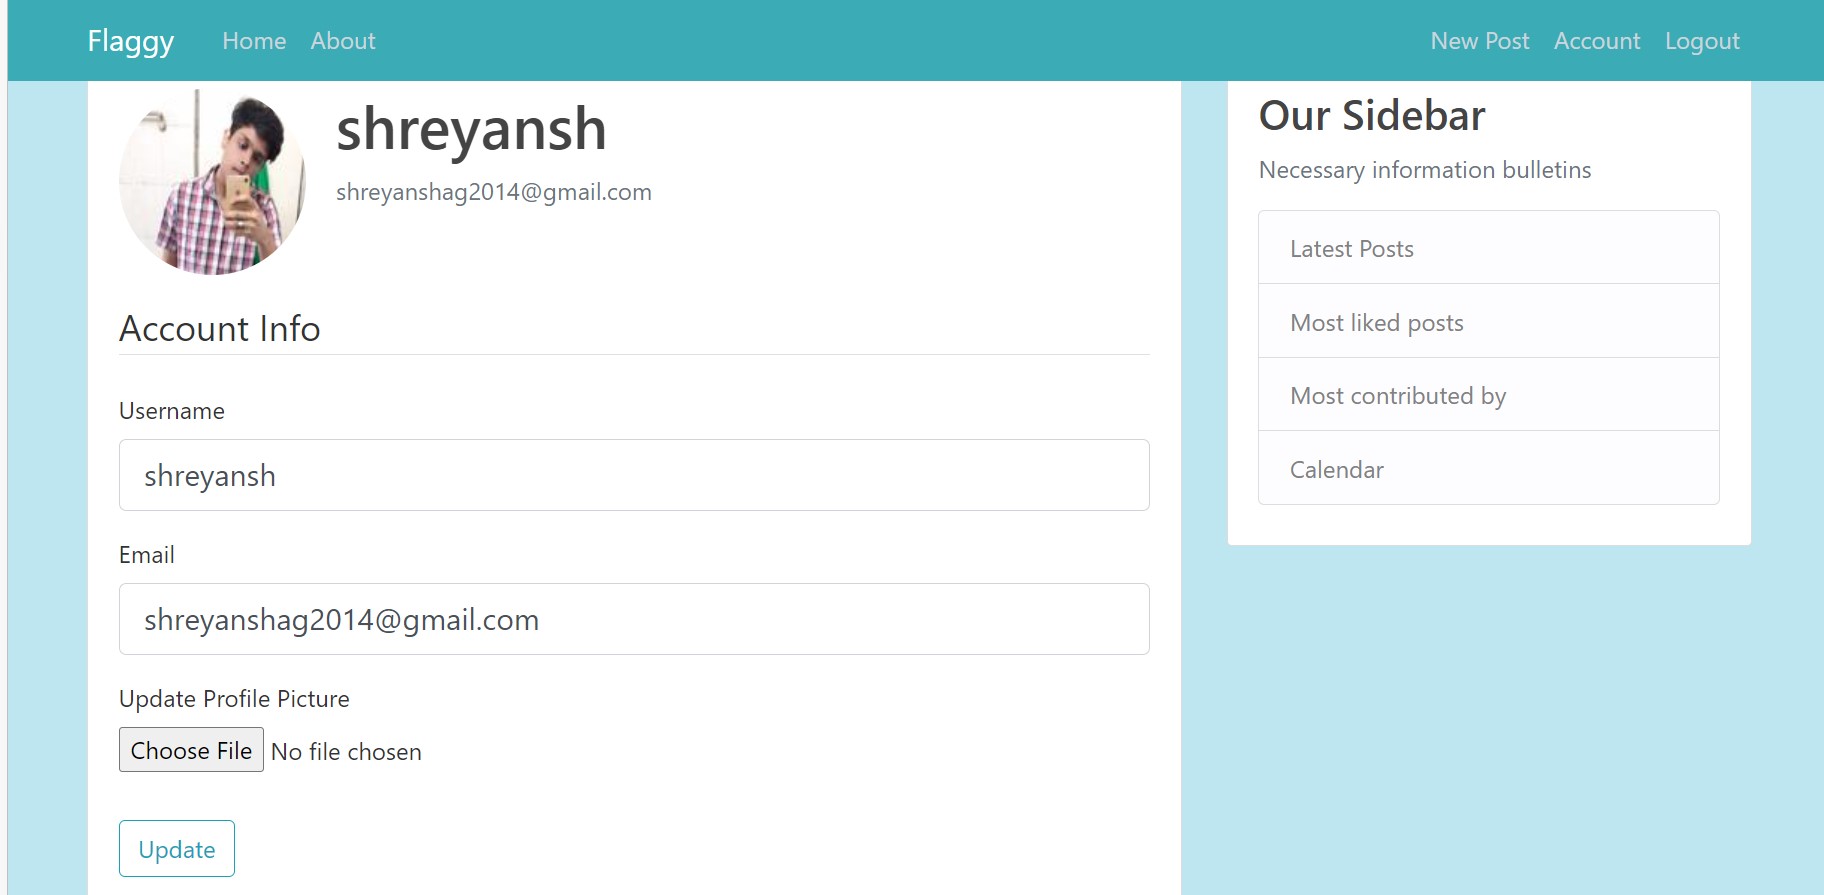 Flaggy Home About New Post Account Logout
shreyansh
shreyanshag2014@gmail.com
Account Info
Username
shreyansh
Email
shreyanshag2014@gmail.com
Update Profile Picture
Choose File No file chosen
Update
Our Sidebar
Necessary information bulletins
Latest Posts
Most liked posts
Most contributed by
Calendar